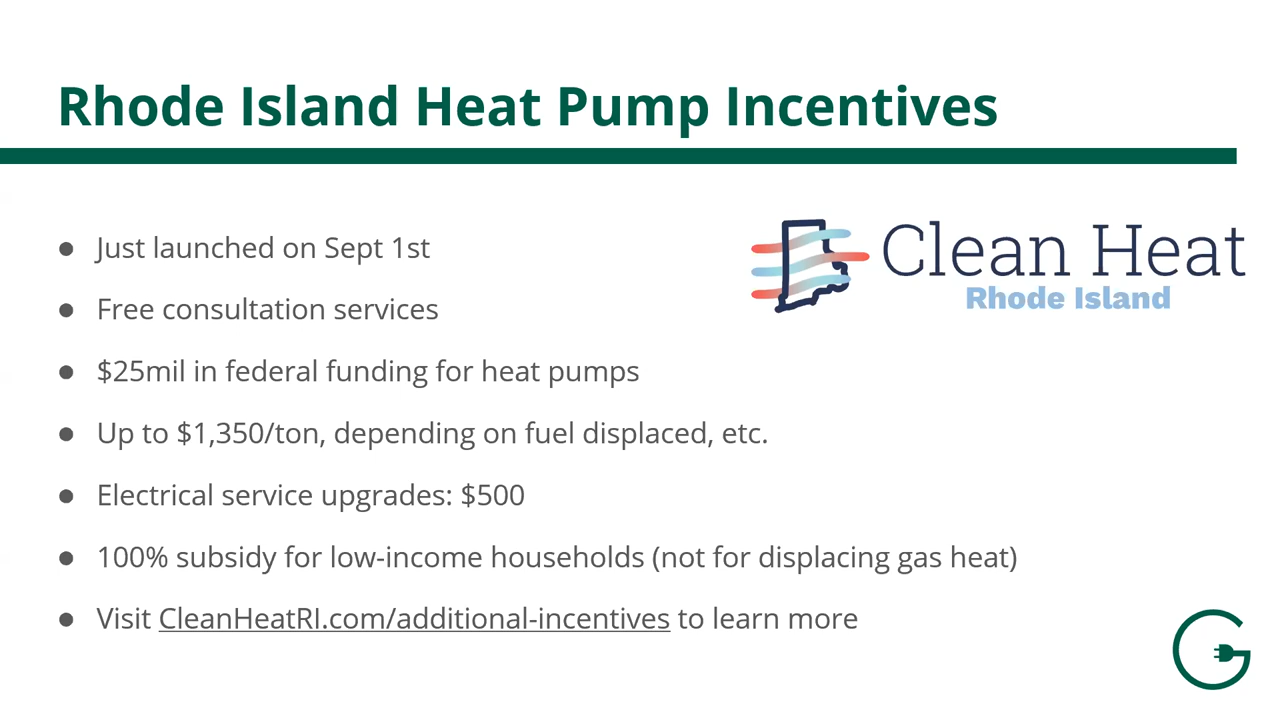 Rhode Island Heat Pump Incentives
● Just launched on Sept 1st
● Free consultation services
● $25mil in federal funding for heat pumps
● Up to $1,350/ton, depending on fuel displaced, etc.
● Electrical service upgrades: $500
● 100% subsidy for low-income households (not for displacing gas heat)
● Visit CleanHeatRI.com/additional-incentives to learn more
Clean Heat
Rhode Island
G